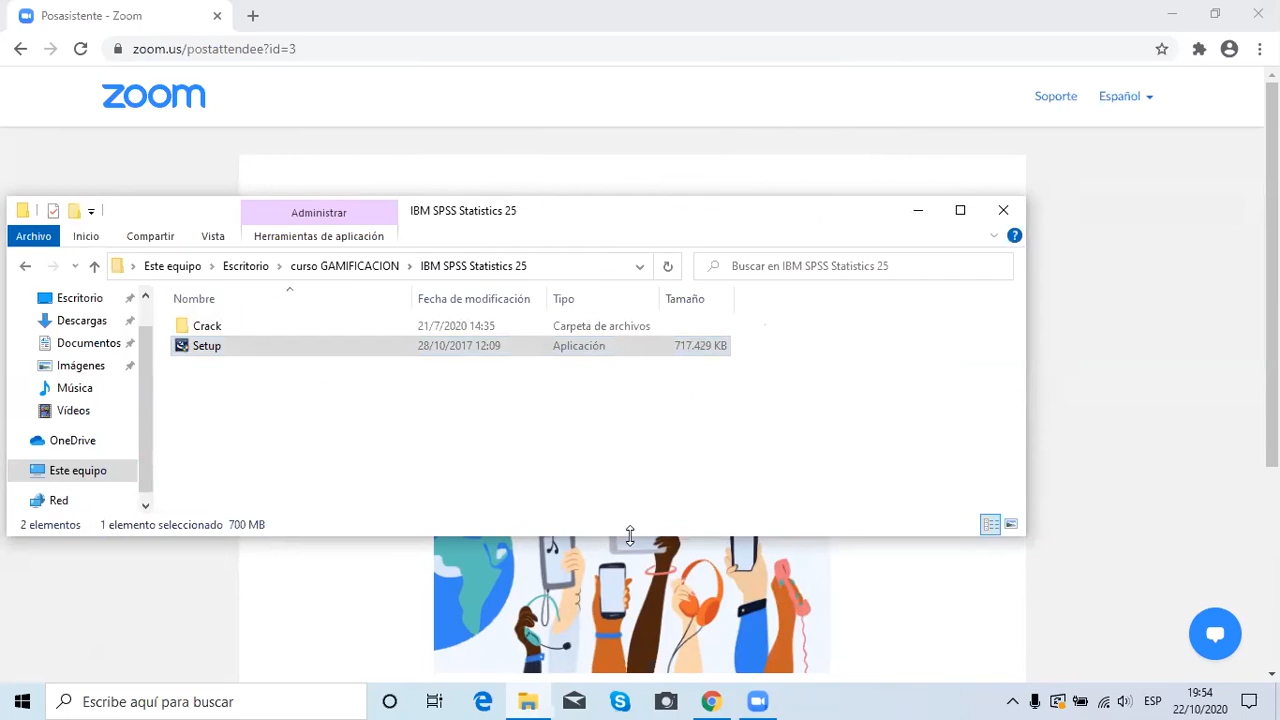 Posasistente - Zoom
zoom.us/postattendee?id=3
zoom
Soporte
Español
Administrar
IBM SPSS Statistics 25
Archivo
Inicio
Compartir
Vista
Herramientas de aplicación
Este equipo
Escritorio
curso GAMIFICACION
IBM SPSS Statistics 25
Buscar en IBM SPSS Statistics 25
Nombre
Fecha de modificación
Tipo
Tamaño
Escritorio
Descargas
Documentos
Imágenes
Música
Vídeos
OneDrive
Este equipo
Red
Crack 21/7/2020 14:35 Carpeta de archivos
Setup 28/10/2017 12:09 Aplicación 717.429 KB
2 elementos
1 elemento seleccionado 700 MB
Escribe aquí para buscar
ESP
19:54
22/10/2020